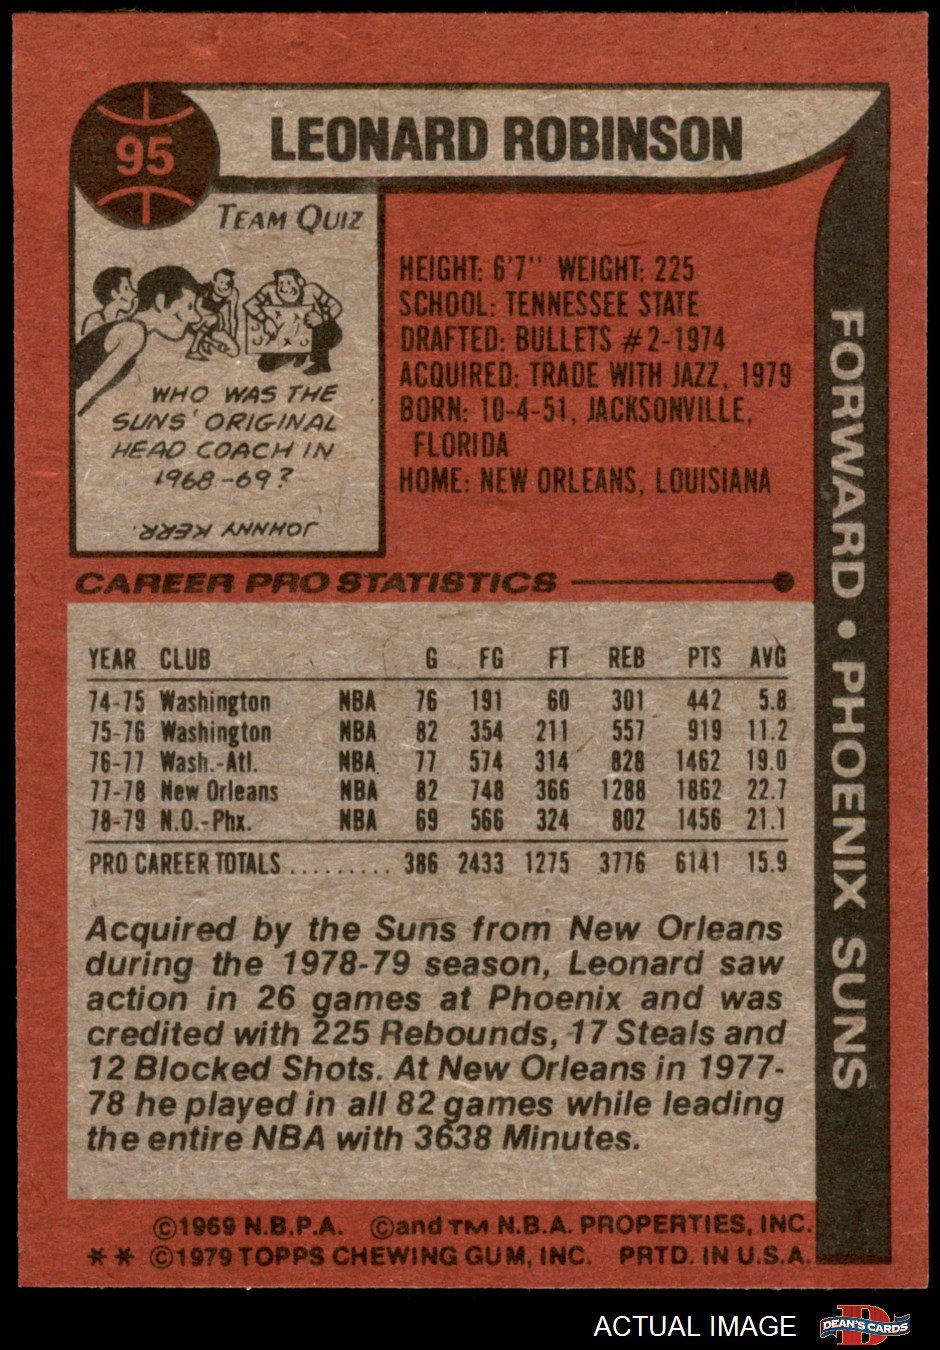 95
LEONARD ROBINSON
TEAM QUIZ
WHO WAS THE
SUNS' ORIGINAL
HEAD COACH IN
1968-69?
JOHNNY KERR
HEIGHT: 6'7" WEIGHT: 225
SCHOOL: TENNESSEE STATE
DRAFTED: BULLETS #2-1974
ACQUIRED: TRADE WITH JAZZ, 1979
BORN: 10-4-51, JACKSONVILLE,
FLORIDA
HOME: NEW ORLEANS, LOUISIANA
FORWARD • PHOENIX SUNS
CAREER PRO STATISTICS
YEAR CLUB G FG FT REB PTS AVG
74-75 Washington NBA 76 191 60 301 442 5.8
75-76 Washington NBA 82 354 211 557 919 11.2
76-77 Wash.-Atl. NBA 77 574 314 828 1462 19.0
77-78 New Orleans NBA 82 748 366 1288 1862 22.7
78-79 N.O.-Phx. NBA 69 566 324 802 1456 21.1
PRO CAREER TOTALS ......... 386 2433 1275 3776 6141 15.9
Acquired by the Suns from New Orleans
during the 1978-79 season, Leonard saw
action in 26 games at Phoenix and was
credited with 225 Rebounds, 17 Steals and
12 Blocked Shots. At New Orleans in 1977-
78 he played in all 82 games while leading
the entire NBA with 3638 Minutes.
©1969 N.B.P.A. ©and TM N.B.A. PROPERTIES, INC.
** ©1979 TOPPS CHEWING GUM, INC. PRTD. IN U.S.A.
ACTUAL IMAGE
D
DEAN'S CARDS